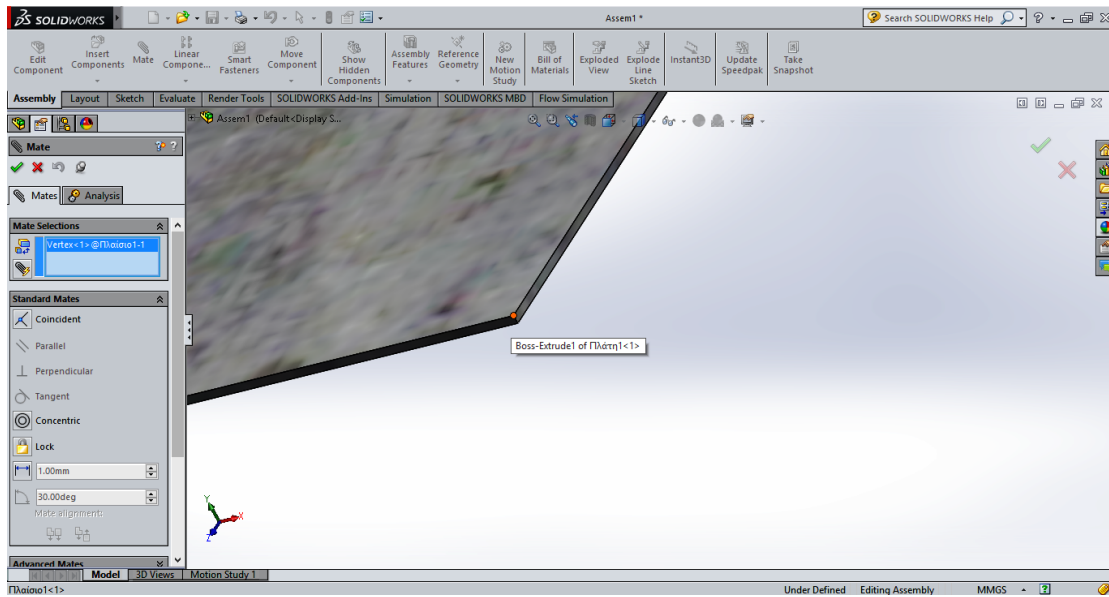 SOLIDWORKS
Assem1 *
Search SOLIDWORKS Help
Edit Component
Insert Components
Mate
Linear Compone...
Smart Fasteners
Move Component
Show Hidden Components
Assembly Features
Reference Geometry
New Motion Study
Bill of Materials
Exploded View
Explode Line Sketch
Instant3D
Update Speedpak
Take Snapshot
Assembly
Layout
Sketch
Evaluate
Render Tools
SOLIDWORKS Add-Ins
Simulation
SOLIDWORKS MBD
Flow Simulation
Assem1 (Default<Display S...
Mate
Mates
Analysis
Mate Selections
Vertex<1>@Πλαίσιο1-1
Standard Mates
Coincident
Parallel
Perpendicular
Tangent
Concentric
Lock
1.00mm
30.00deg
Mate alignment:
Advanced Mates
Boss-Extrude1 of Πλάτη1<1>
Y
X
Z
Model
3D Views
Motion Study 1
Πλαίσιο1<1>
Under Defined
Editing Assembly
MMGS